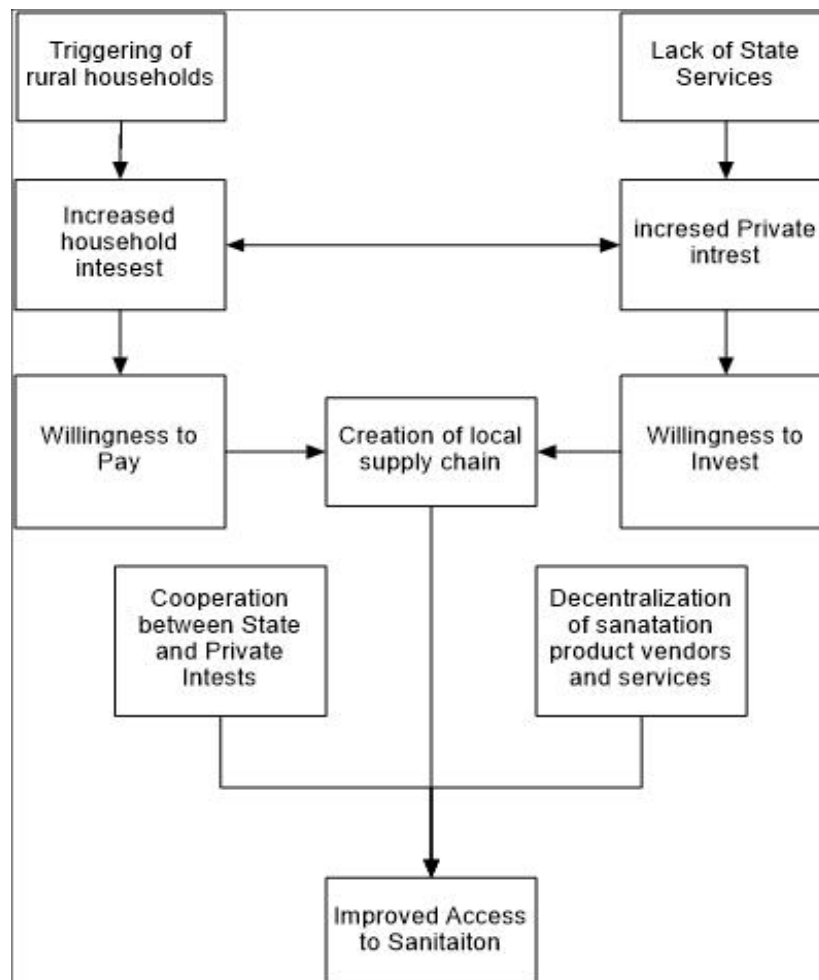 Triggering of
rural households
Lack of State
Services
Increased
household
intesest
incresed Private
intrest
Willingness to
Pay
Creation of local
supply chain
Willingness to
Invest
Cooperation
between State
and Private
Intests
Decentralization
of sanatation
product vendors
and services
Improved Access
to Sanitaiton